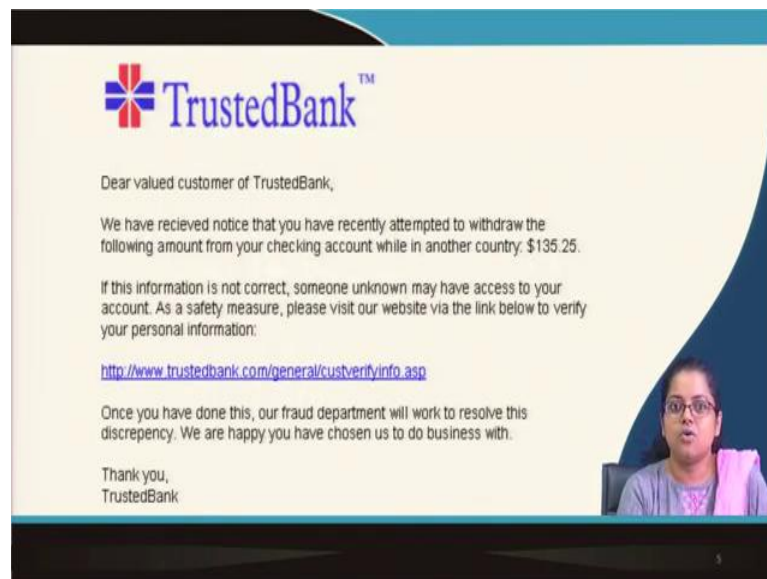 TrustedBank™
Dear valued customer of TrustedBank,
We have recieved notice that you have recently attempted to withdraw the
following amount from your checking account while in another country: $135.25.
If this information is not correct, someone unknown may have access to your
account. As a safety measure, please visit our website via the link below to verify
your personal information:
http://www.trustedbank.com/general/custverifyinfo.asp
Once you have done this, our fraud department will work to resolve this
discrepency. We are happy you have chosen us to do business with.
Thank you,
TrustedBank
5